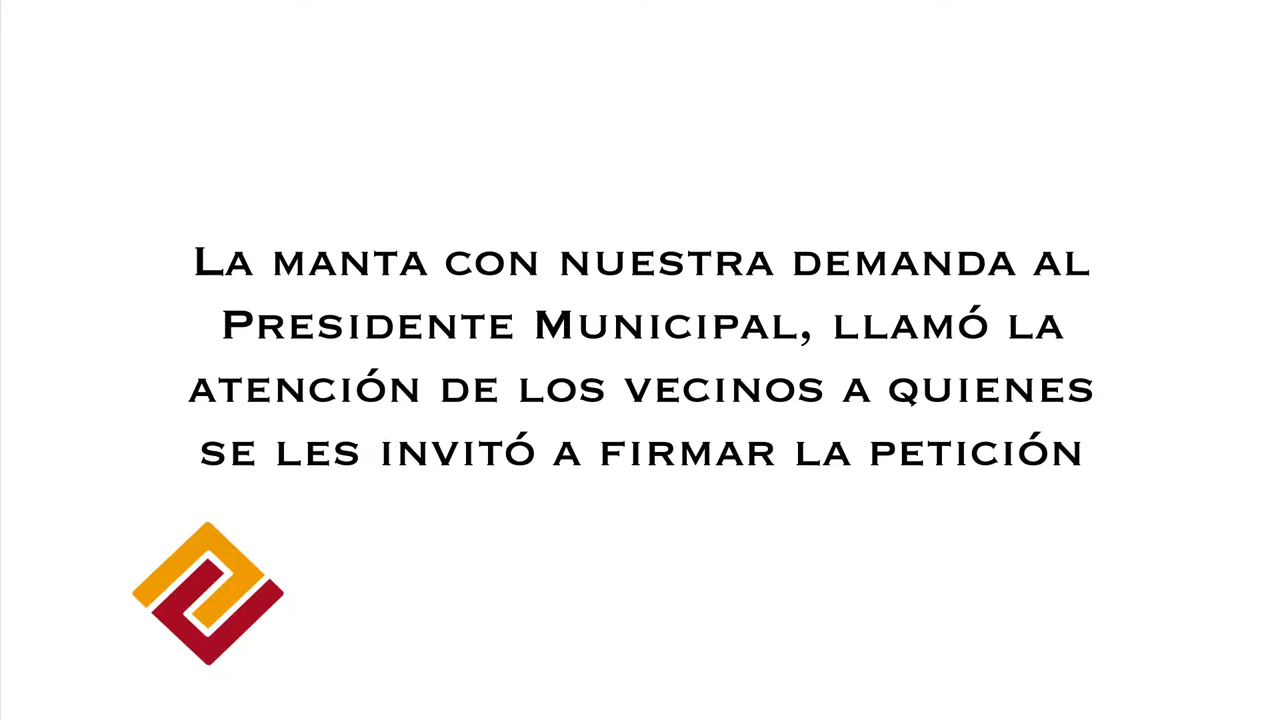 La manta con nuestra demanda al
Presidente Municipal, llamó la
atención de los vecinos a quienes
se les invitó a firmar la petición